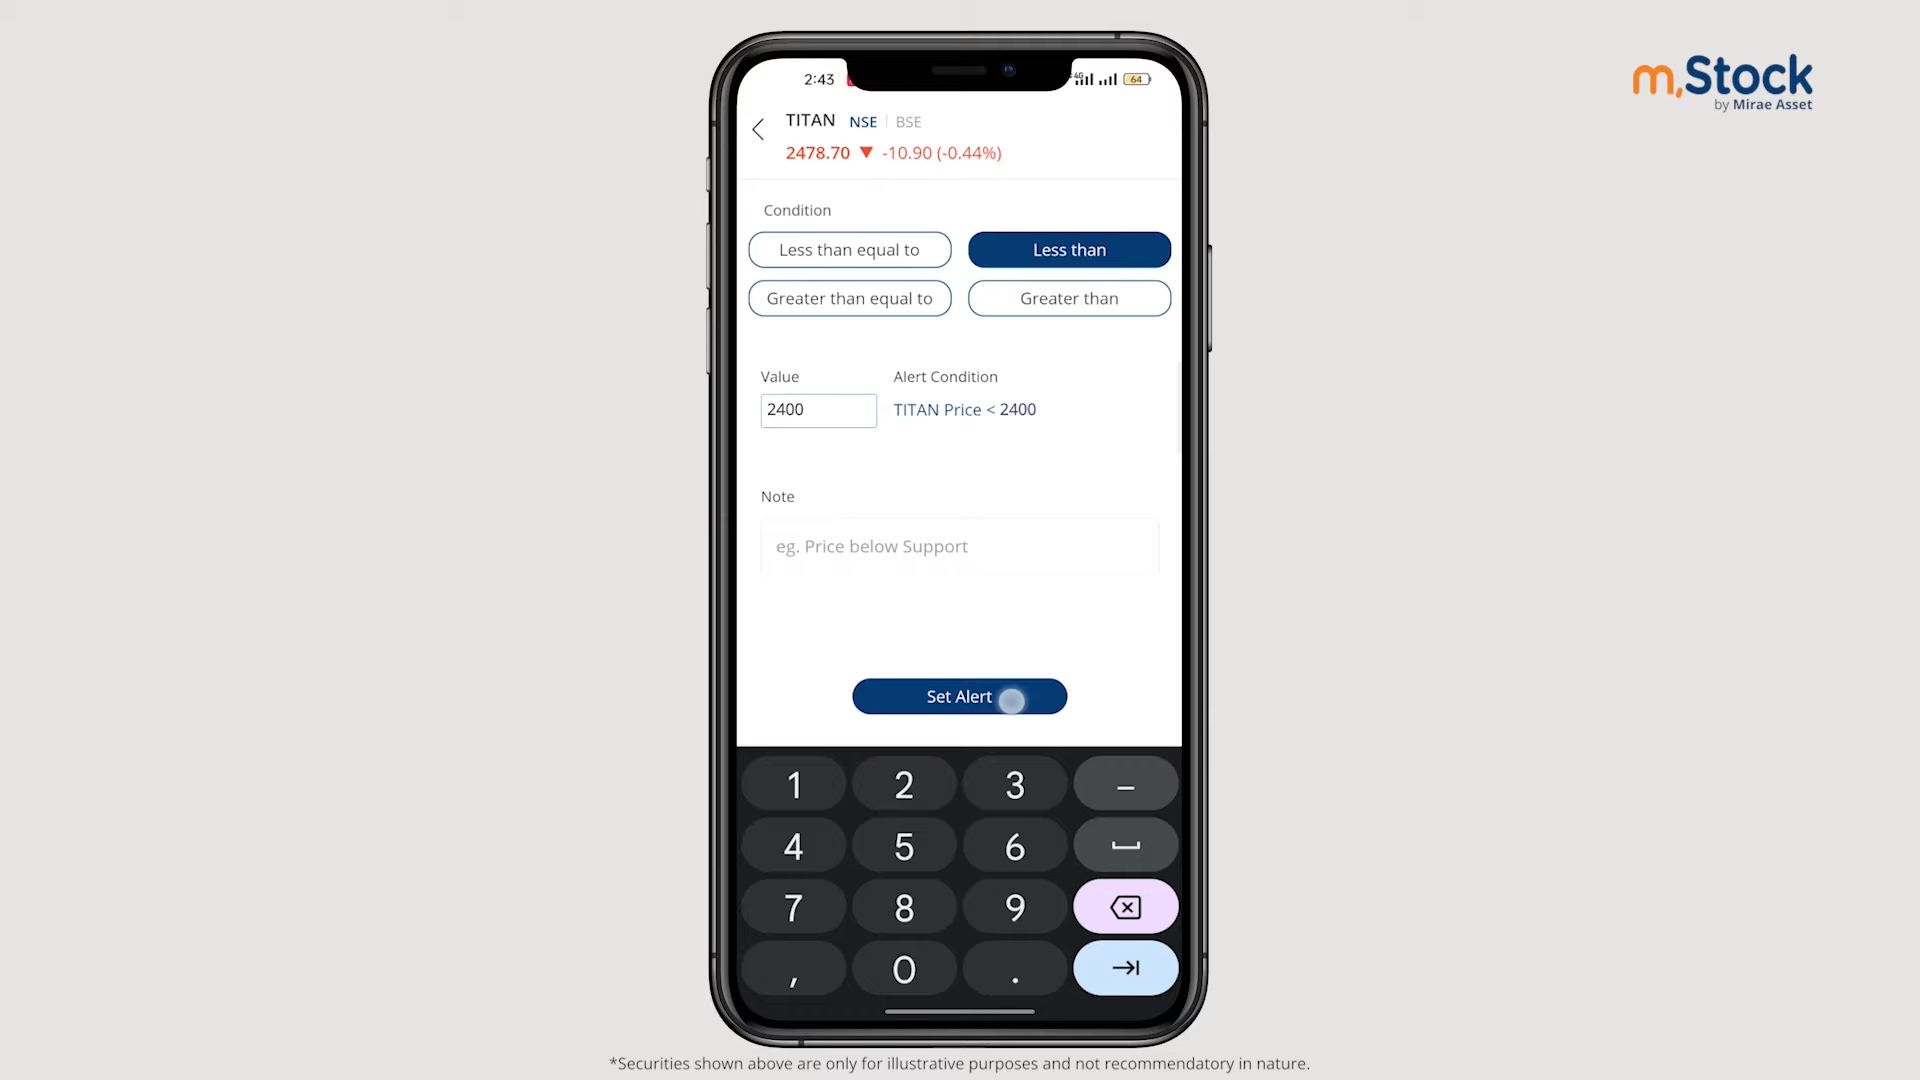 m.Stock
by Mirae Asset
2:43 4G 64
TITAN NSE BSE
2478.70 ▼ -10.90 (-0.44%)
Condition
Less than equal to Less than
Greater than equal to Greater than
Value Alert Condition
2400 TITAN Price < 2400
Note
eg. Price below Support
Set Alert
1 2 3 –
4 5 6
7 8 9
, 0 .
*Securities shown above are only for illustrative purposes and not recommendatory in nature.